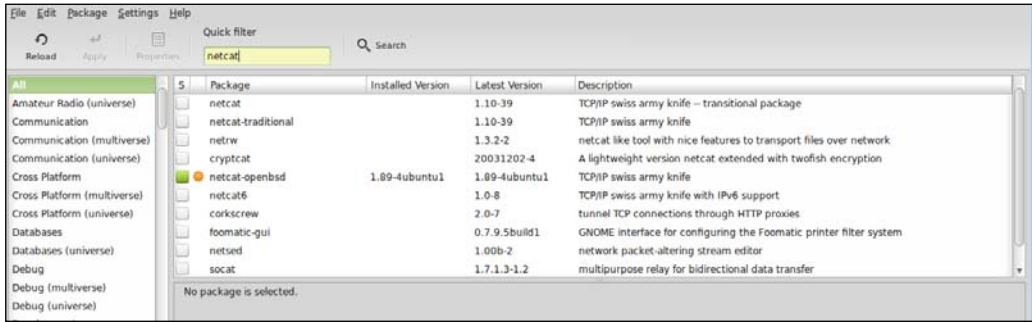 File Edit Package Settings Help
Reload Apply Properties Quick filter Search
netcat
All
Amateur Radio (universe)
Communication
Communication (multiverse)
Communication (universe)
Cross Platform
Cross Platform (multiverse)
Cross Platform (universe)
Databases
Databases (universe)
Debug
Debug (multiverse)
Debug (universe)
S Package Installed Version Latest Version Description
netcat 1.10-39 TCP/IP swiss army knife -- transitional package
netcat-traditional 1.10-39 TCP/IP swiss army knife
netrw 1.3.2-2 netcat like tool with nice features to transport files over network
cryptcat 20031202-4 A lightweight version netcat extended with twofish encryption
netcat-openbsd 1.89-4ubuntu1 1.89-4ubuntu1 TCP/IP swiss army knife
netcat6 1.0-8 TCP/IP swiss army knife with IPv6 support
corkscrew 2.0-7 tunnel TCP connections through HTTP proxies
foomatic-gui 0.7.9.5build1 GNOME interface for configuring the Foomatic printer filter system
netsed 1.00b-2 network packet-altering stream editor
socat 1.7.1.3-1.2 multipurpose relay for bidirectional data transfer
No package is selected.